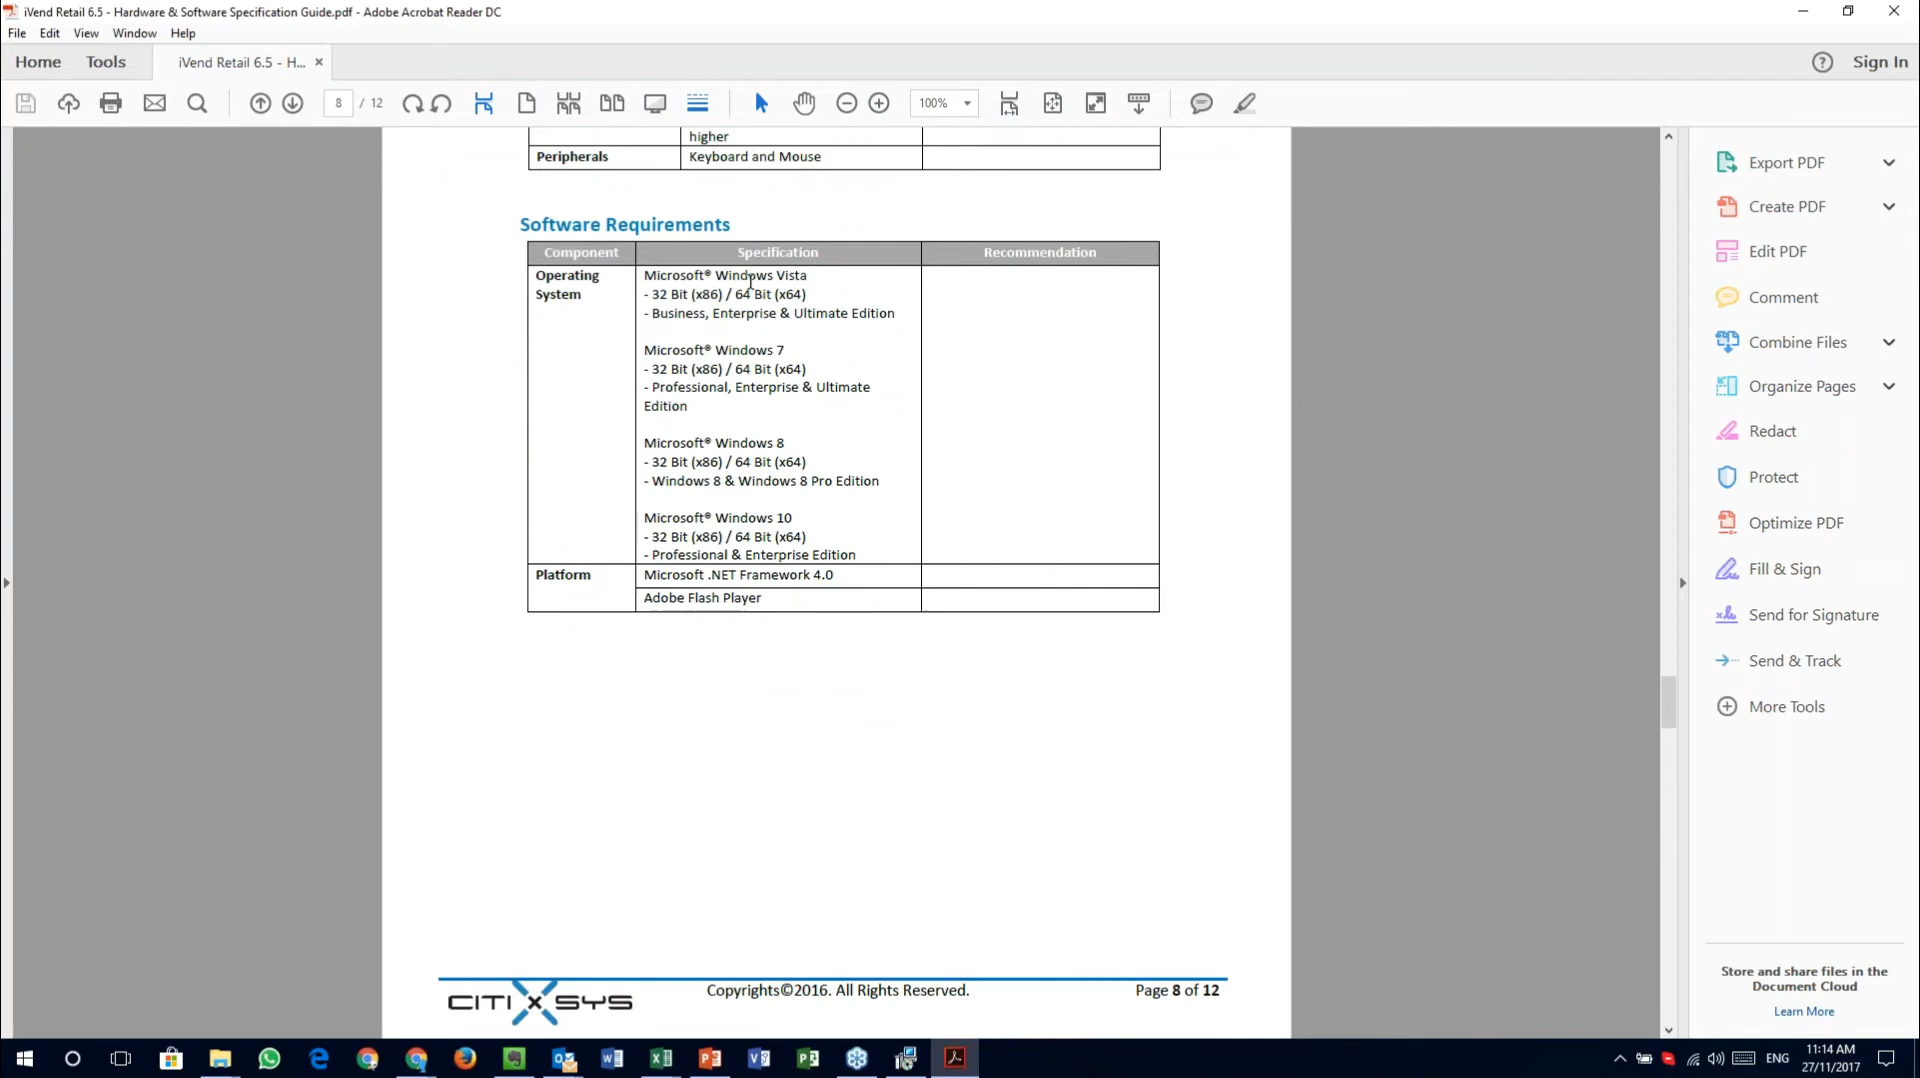 iVend Retail 6.5 - Hardware & Software Specification Guide.pdf - Adobe Acrobat Reader DC
File Edit View Window Help
Home Tools iVend Retail 6.5 - H... × Sign In
8 / 12 100%
higher
Peripherals Keyboard and Mouse
Software Requirements
Component Specification Recommendation
Operating System
Microsoft® Windows Vista
- 32 Bit (x86) / 64 Bit (x64)
- Business, Enterprise & Ultimate Edition
Microsoft® Windows 7
- 32 Bit (x86) / 64 Bit (x64)
- Professional, Enterprise & Ultimate
Edition
Microsoft® Windows 8
- 32 Bit (x86) / 64 Bit (x64)
- Windows 8 & Windows 8 Pro Edition
Microsoft® Windows 10
- 32 Bit (x86) / 64 Bit (x64)
- Professional & Enterprise Edition
Platform Microsoft .NET Framework 4.0
Adobe Flash Player
CITIXSYS Copyrights©2016. All Rights Reserved. Page 8 of 12
Export PDF
Create PDF
Edit PDF
Comment
Combine Files
Organize Pages
Redact
Protect
Optimize PDF
Fill & Sign
Send for Signature
Send & Track
More Tools
Store and share files in the
Document Cloud
Learn More
ENG
11:14 AM
27/11/2017